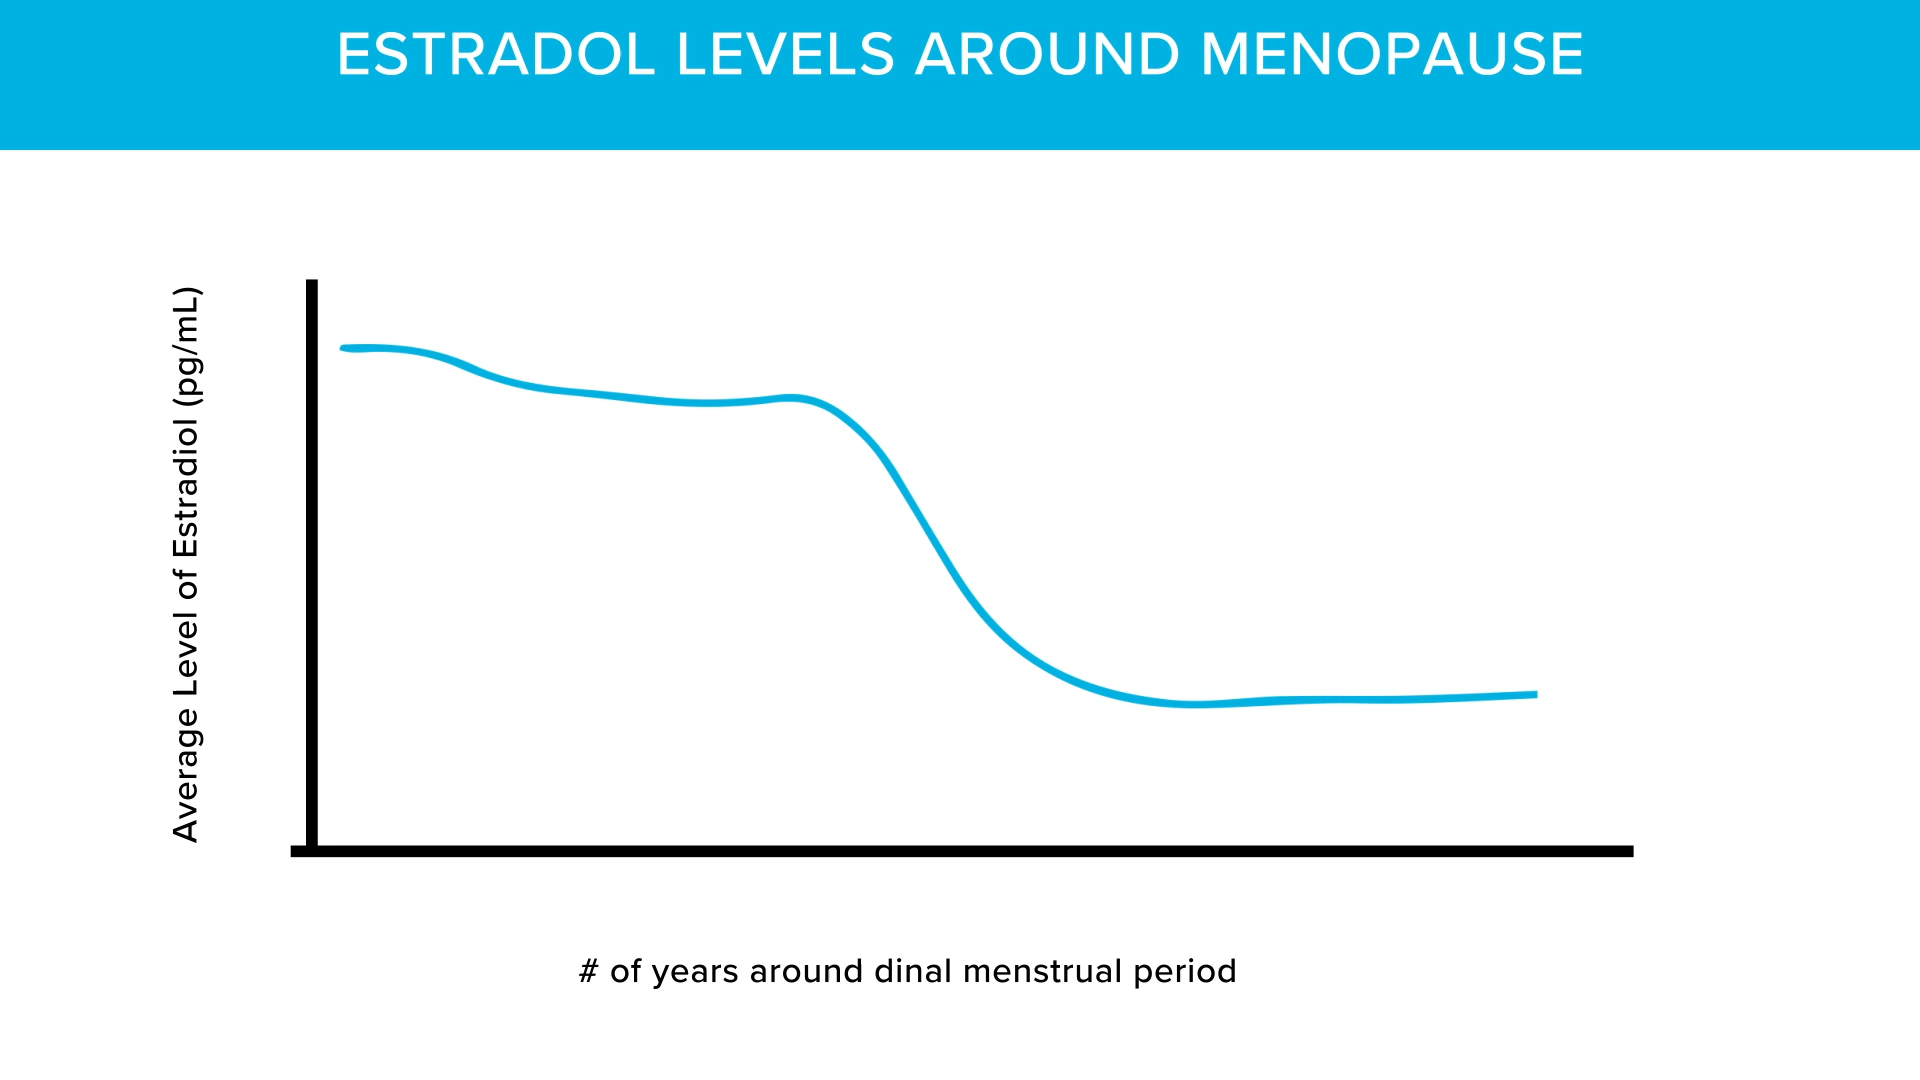 ESTRADOL LEVELS AROUND MENOPAUSE
Average Level of Estradiol (pg/mL)
# of years around dinal menstrual period